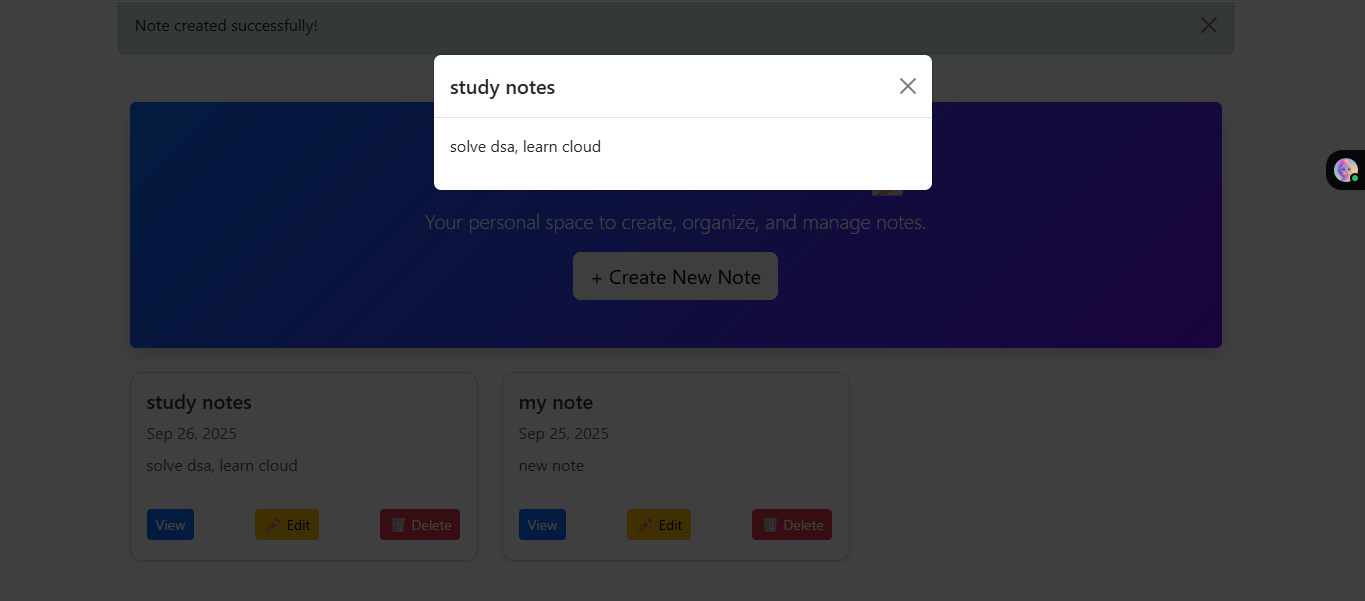 Note created successfully!
study notes
solve dsa, learn cloud
Your personal space to create, organize, and manage notes.
+ Create New Note
study notes
Sep 26, 2025
solve dsa, learn cloud
View
Edit
Delete
my note
Sep 25, 2025
new note
View
Edit
Delete